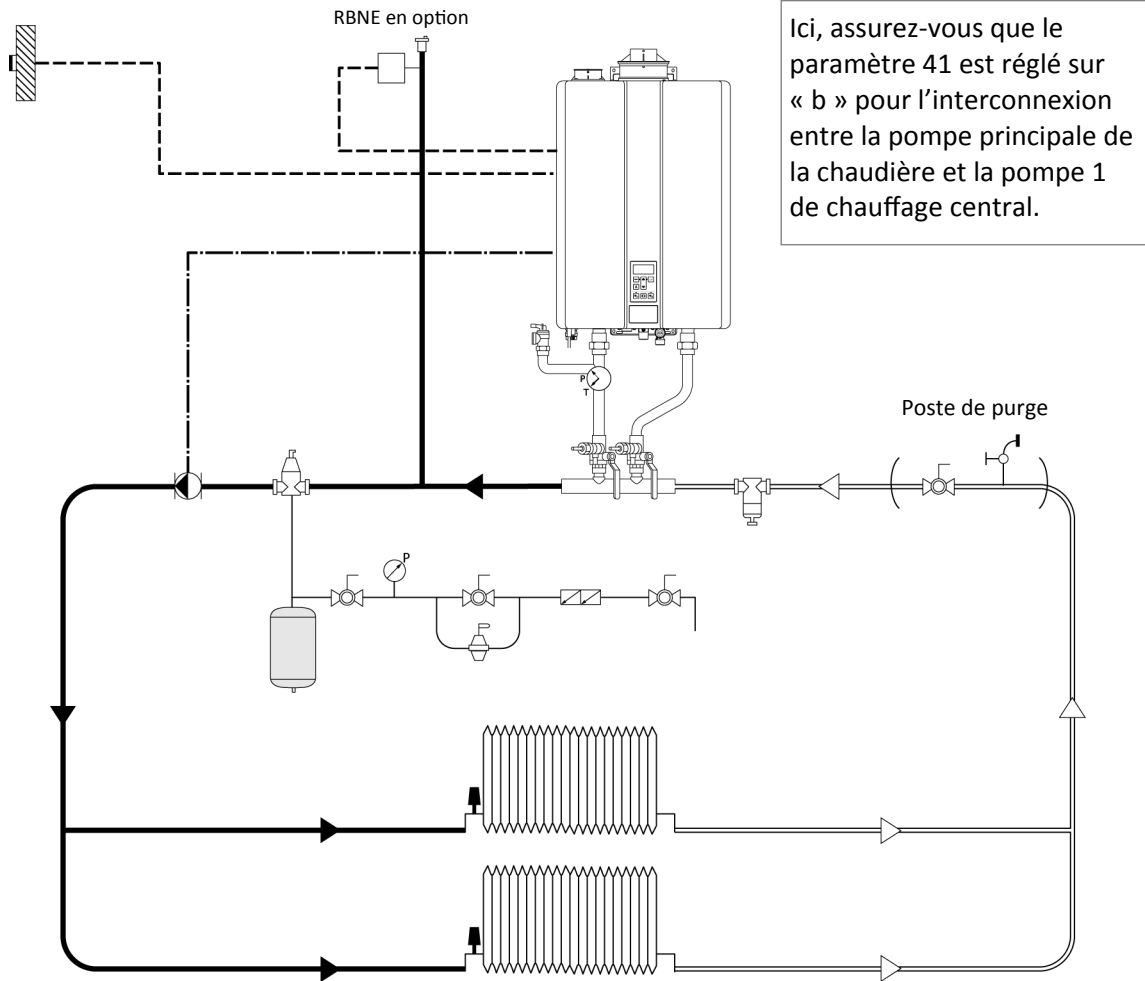 RBNE en option
Ici, assurez-vous que le
paramètre 41 est réglé sur
« b » pour l’interconnexion
entre la pompe principale de
la chaudière et la pompe 1
de chauffage central.
P
T
Poste de purge
P